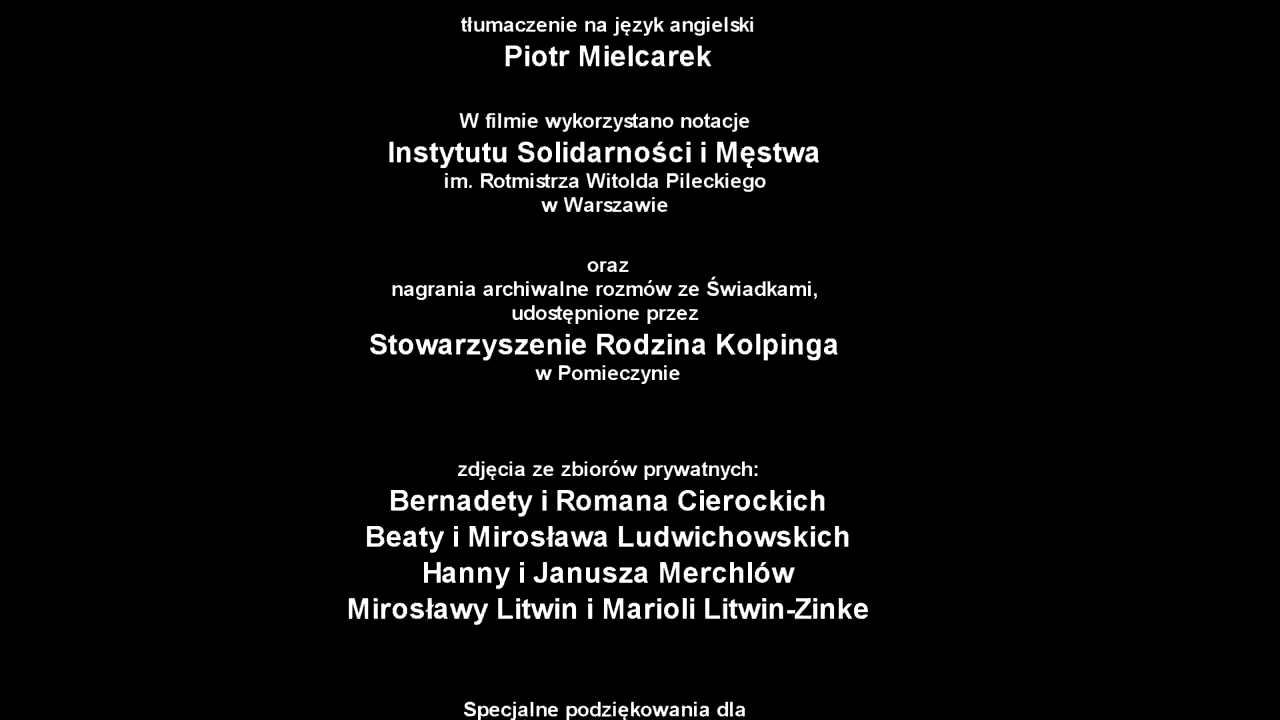 tłumaczenie na język angielski
Piotr Mielcarek
W filmie wykorzystano notacje
Instytutu Solidarności i Męstwa
im. Rotmistrza Witolda Pileckiego
w Warszawie
oraz
nagrania archiwalne rozmów ze Świadkami,
udostępnione przez
Stowarzyszenie Rodzina Kolpinga
w Pomieczynie
zdjęcia ze zbiorów prywatnych:
Bernadety i Romana Cierockich
Beaty i Mirosława Ludwichowskich
Hanny i Janusza Merchlów
Mirosławy Litwin i Marioli Litwin-Zinke
Specjalne podziękowania dla